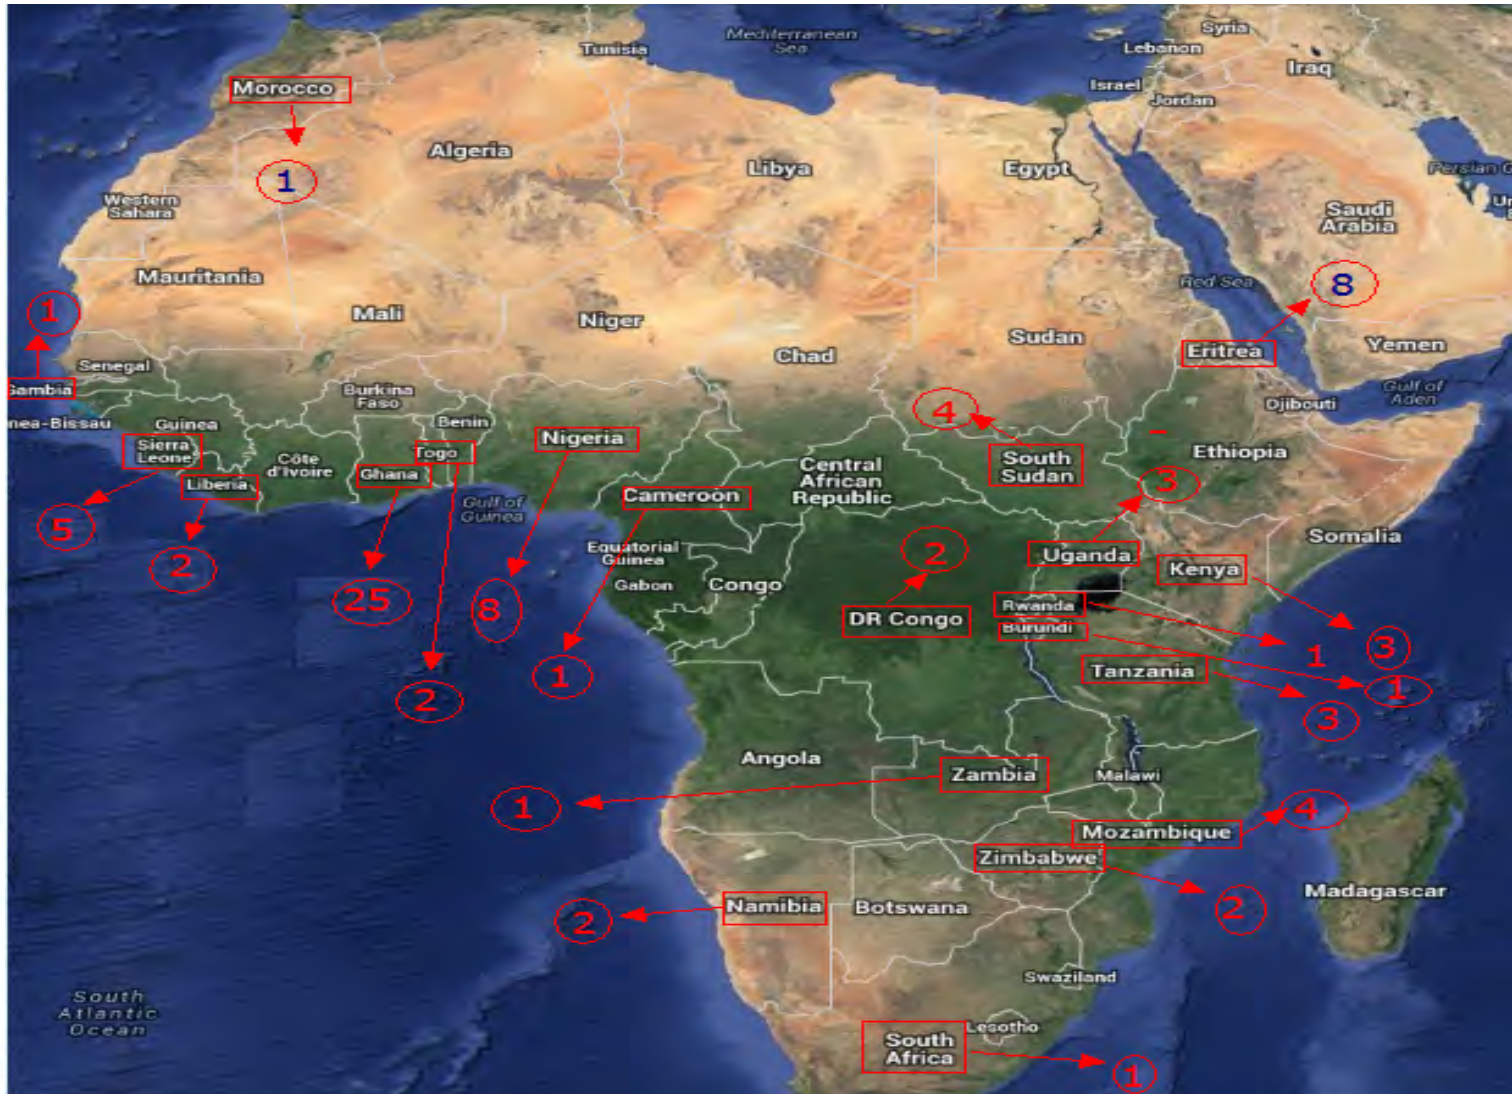 Mediterranean
Sea
Syria
Tunisia
Lebanon
Iraq
Morocco
Israel
Jordan
Algeria
Libya
Egypt
Persian G
1
Western
Sahara
Un
Saudi
Arabia
Mauritania
Red Sea
8
1
Mali
Niger
Sudan
Chad
Eritrea
Yemen
Senegal
Gambia
Burkina
Faso
Gulf of
Aden
4
Djibouti
nea-Bissau
Guinea
Benin
Nigeria
Sierra
Leone
Côte
d'Ivoire
Togo
Ethiopia
Central
African
Republic
South
Sudan
Ghana
Liberia
3
Cameroon
Gulf of
Guinea
5
Somalia
Equatorial
Guinea
2
Uganda
2
Kenya
Gabon
Congo
25
8
Rwanda
DR Congo
Burundi
3
1
Tanzania
1
1
2
3
Angola
Zambia
Malawi
1
4
Mozambique
Zimbabwe
Madagascar
Namibia
Botswana
2
2
Swaziland
South
Atlantic
Ocean
Lesotho
South
Africa
1